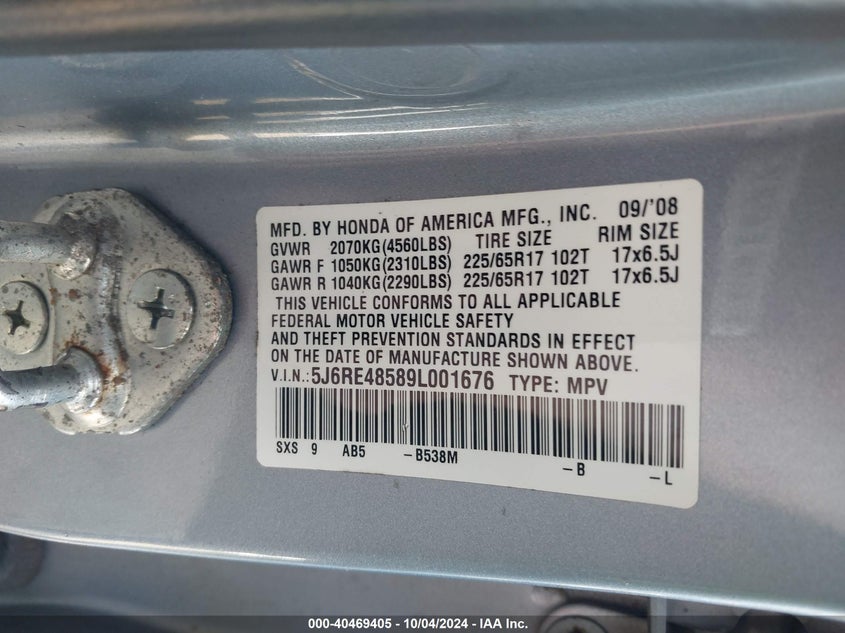 MFD. BY HONDA OF AMERICA MFG., INC. 09/'08
GVWR 2070KG(4560LBS) TIRE SIZE RIM SIZE
GAWR F 1050KG(2310LBS) 225/65R17 102T 17x6.5J
GAWR R 1040KG(2290LBS) 225/65R17 102T 17x6.5J
THIS VEHICLE CONFORMS TO ALL APPLICABLE
FEDERAL MOTOR VEHICLE SAFETY
AND THEFT PREVENTION STANDARDS IN EFFECT
ON THE DATE OF MANUFACTURE SHOWN ABOVE.
V.I.N.:5J6RE48589L001676 TYPE: MPV
SXS 9 AB5 -B538M -B -L
000-40469405 - 10/04/2024 - IAA Inc.